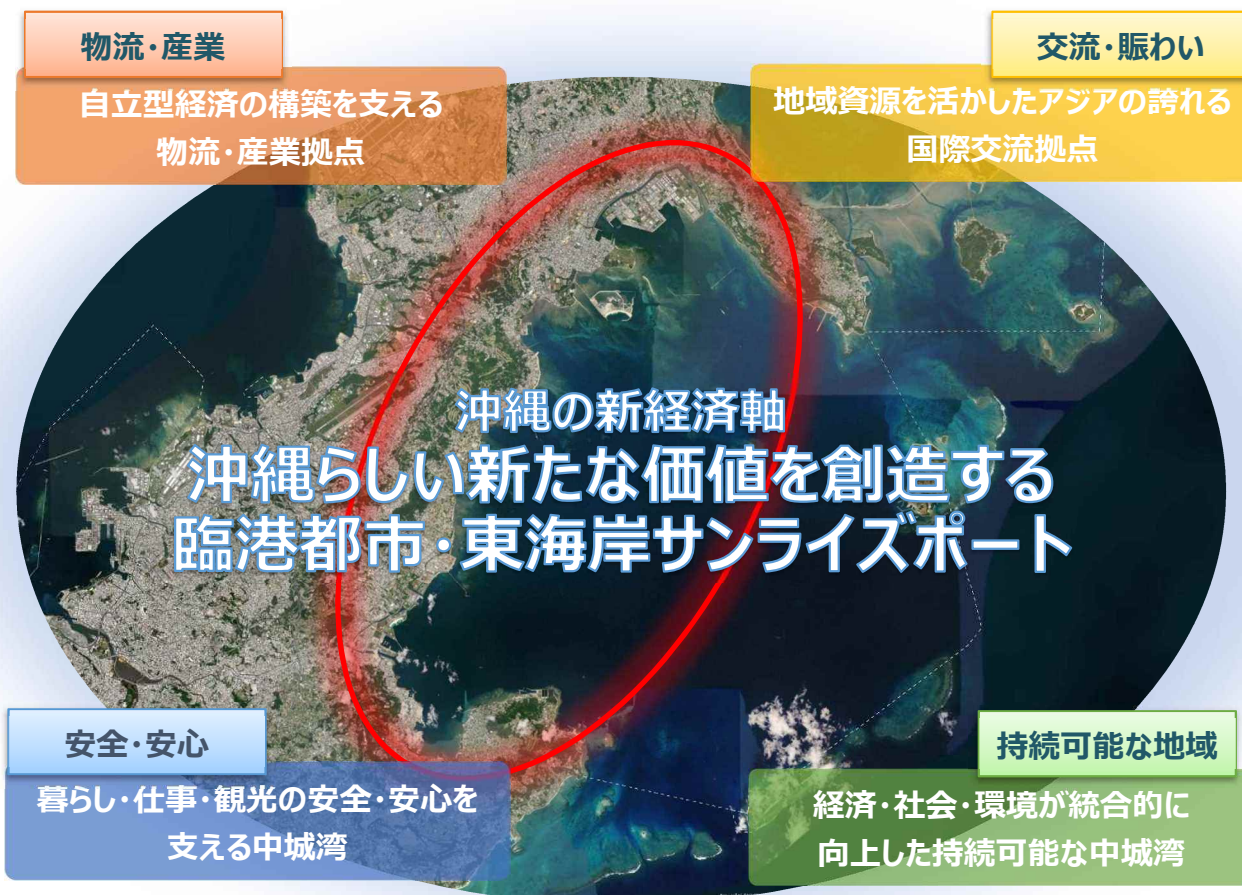 物流・産業
自立型経済の構築を支える
物流・産業拠点
交流・賑わい
地域資源を活かしたアジアの誇れる
国際交流拠点
沖縄の新経済軸
沖縄らしい新たな価値を創造する
臨港都市・東海岸サンライズポート
安全・安心
暮らし・仕事・観光の安全・安心を
支える中城湾
持続可能な地域
経済・社会・環境が統合的に
向上した持続可能な中城湾